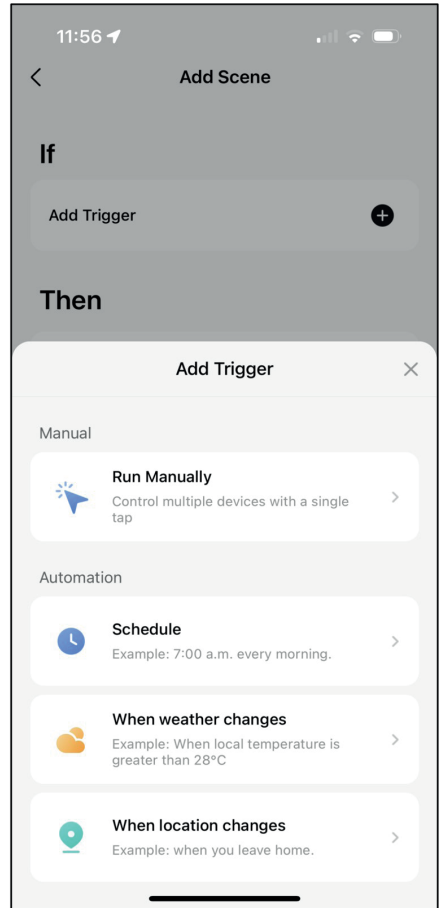 11:56
Add Scene
If
Add Trigger
Then
Add Trigger
Manual
Run Manually
Control multiple devices with a single
tap
Automation
Schedule
Example: 7:00 a.m. every morning.
When weather changes
Example: When local temperature is
greater than 28°C
When location changes
Example: when you leave home.